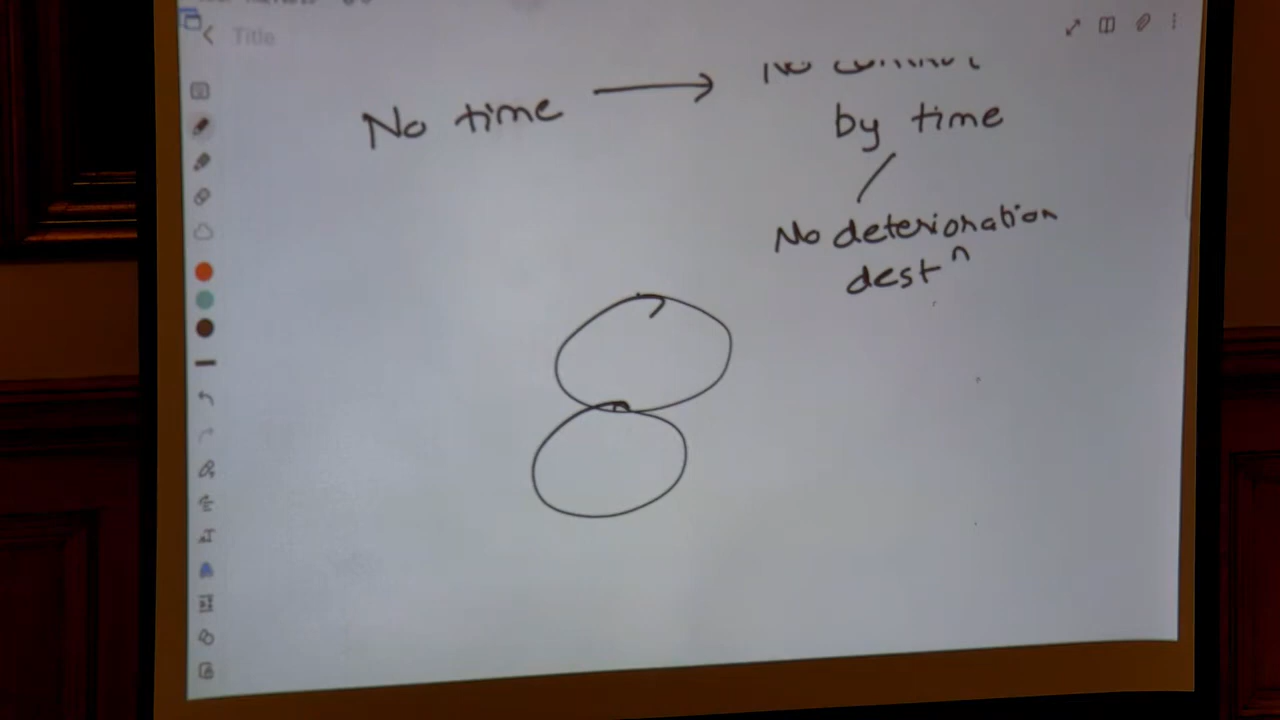 Title
No time →
by time
No deterioration
dest^n